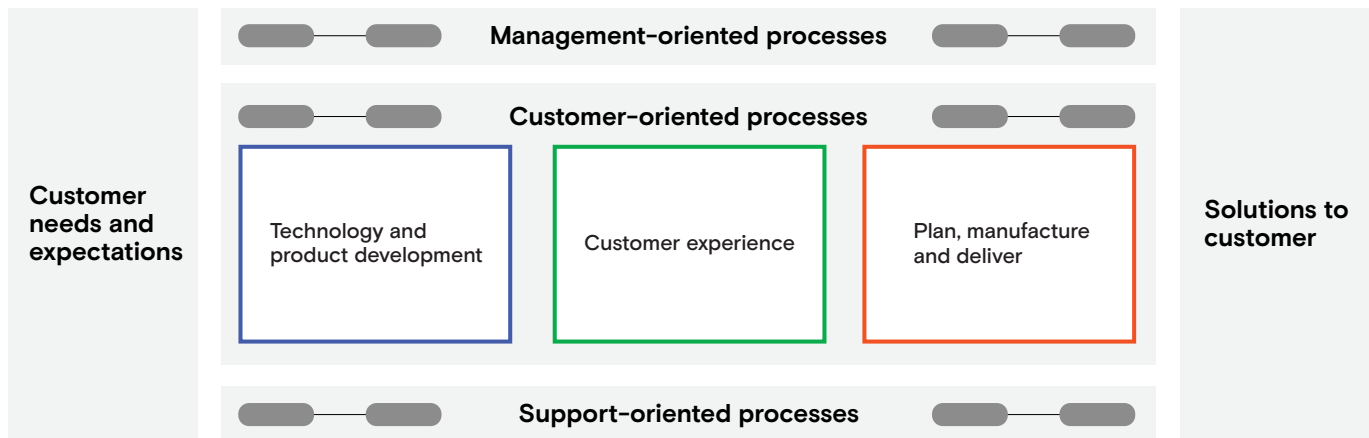 Customer
needs and
expectations
Management-oriented processes
Customer-oriented processes
Technology and
product development
Customer experience
Plan, manufacture
and deliver
Support-oriented processes
Solutions to
customer